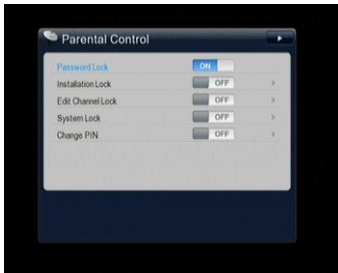 Parental Control
Password Lock ON
Installation Lock OFF
Edit Channel Lock OFF
System Lock OFF
Change PIN OFF